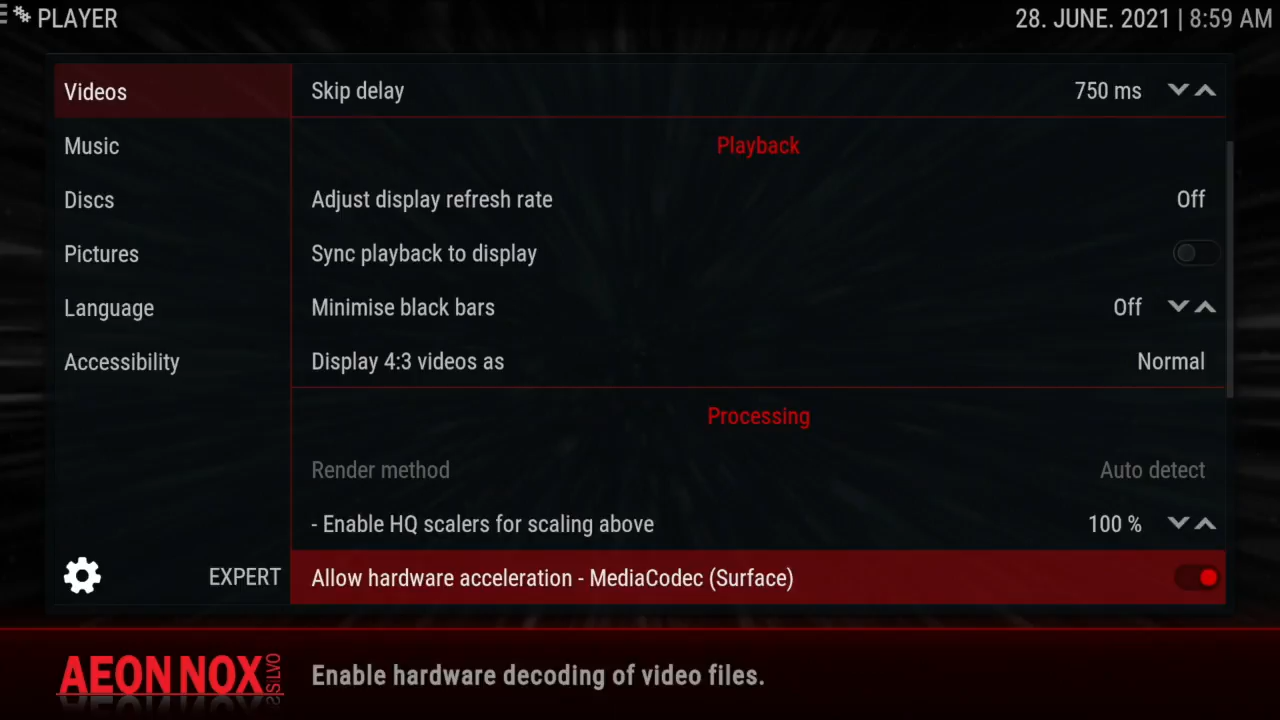 PLAYER
28. JUNE. 2021 | 8:59 AM
Videos
Skip delay 750 ms
Music
Playback
Discs
Adjust display refresh rate Off
Pictures
Sync playback to display
Language
Minimise black bars Off
Accessibility
Display 4:3 videos as Normal
Processing
Render method Auto detect
- Enable HQ scalers for scaling above 100 %
EXPERT
Allow hardware acceleration - MediaCodec (Surface)
AEON NOX SILVO
Enable hardware decoding of video files.